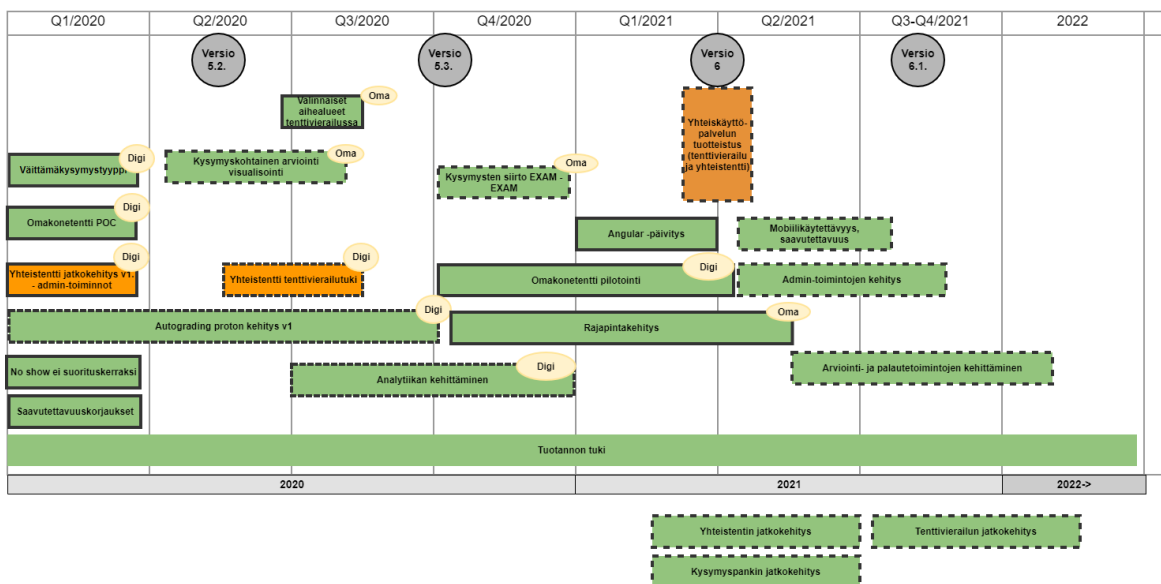 Q1/2020
Q2/2020
Q3/2020
Q4/2020
Q1/2021
Q2/2021
Q3-Q4/2021
2022
Versio
5.2.
Versio
5.3.
Versio
6
Versio
6.1.
Valinnaiset
aihealueet
tenttivierailussa
Oma
Yhteiskäyttö-
palvelun
tuotteistus
(tenttivierailu
ja yhteistentti)
Väittämäkysymystyyppi
Digi
Kysymyskohtainen arviointi
visualisointi
Oma
Kysymysten siirto EXAM -
EXAM
Oma
Omakonetentti POC
Digi
Angular -päivitys
Mobiilikäytettävyys,
saavutettavuus
Yhteistentti jatkokehitys v1.
- admin-toiminnot
Digi
Yhteistentti tenttivierailutuki
Digi
Omakonetentti pilotointi
Digi
Admin-toimintojen kehitys
Autograding proton kehitys v1
Digi
Rajapintakehitys
Oma
No show ei suorituskerraksi
Analytiikan kehittäminen
Digi
Arviointi- ja palautetoimintojen kehittäminen
Saavutettavuuskorjaukset
Tuotannon tuki
2020
2021
2022->
Yhteistentin jatkokehitys
Tenttivierailun jatkokehitys
Kysymyspankin jatkokehitys